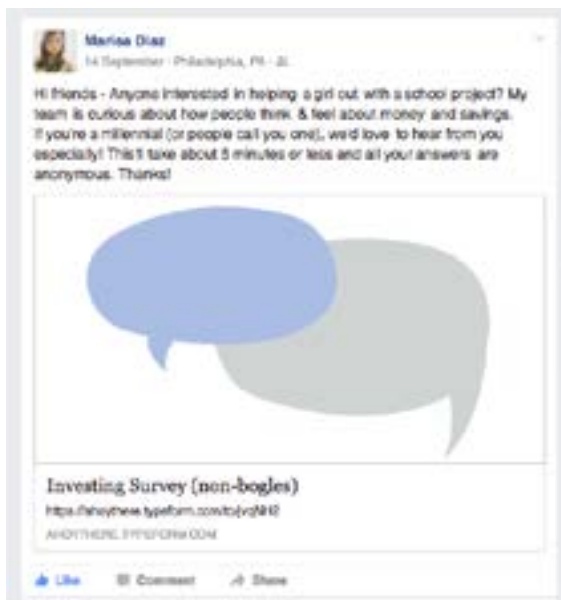 Marisa Diaz
14 September · Philadelphia, PA ·
Hi friends - Anyone interested in helping a girl out with a school project? My
team is curious about how people think & feel about money and savings.
If you're a millennial (or people call you one), we'd love to hear from you
especially! This'll take about 5 minutes or less and all your answers are
anonymous. Thanks!
Investing Survey (non-bogles)
AHOYTHERE.TYPEFORM.COM
Like Comment Share